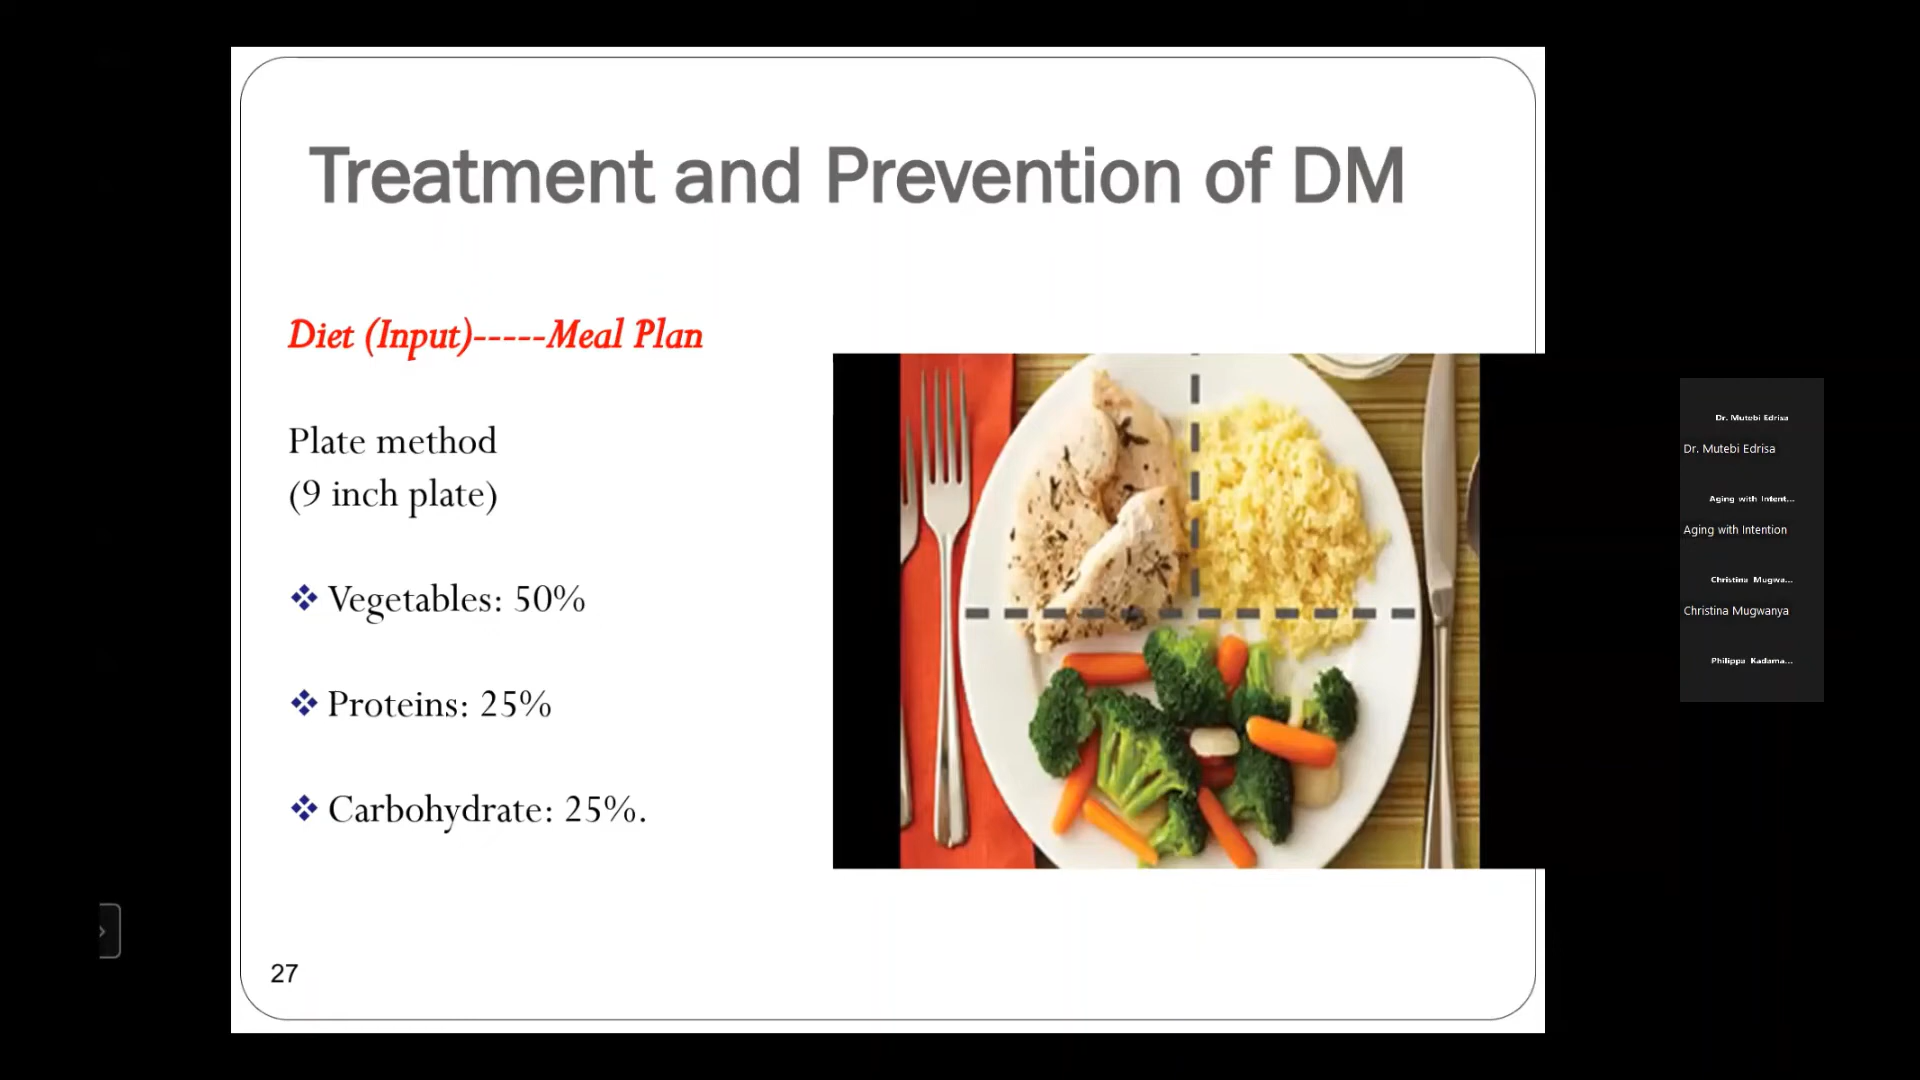 Treatment and Prevention of DM
Diet (Input)-----Meal Plan
Plate method
(9 inch plate)
Vegetables: 50%
Proteins: 25%
Carbohydrate: 25%.
27
Dr. Mutebi Edrisa
Dr. Mutebi Edrisa
Aging with Intent...
Aging with Intention
Christina Mugwa...
Christina Mugwanya
Philippa Kadama...